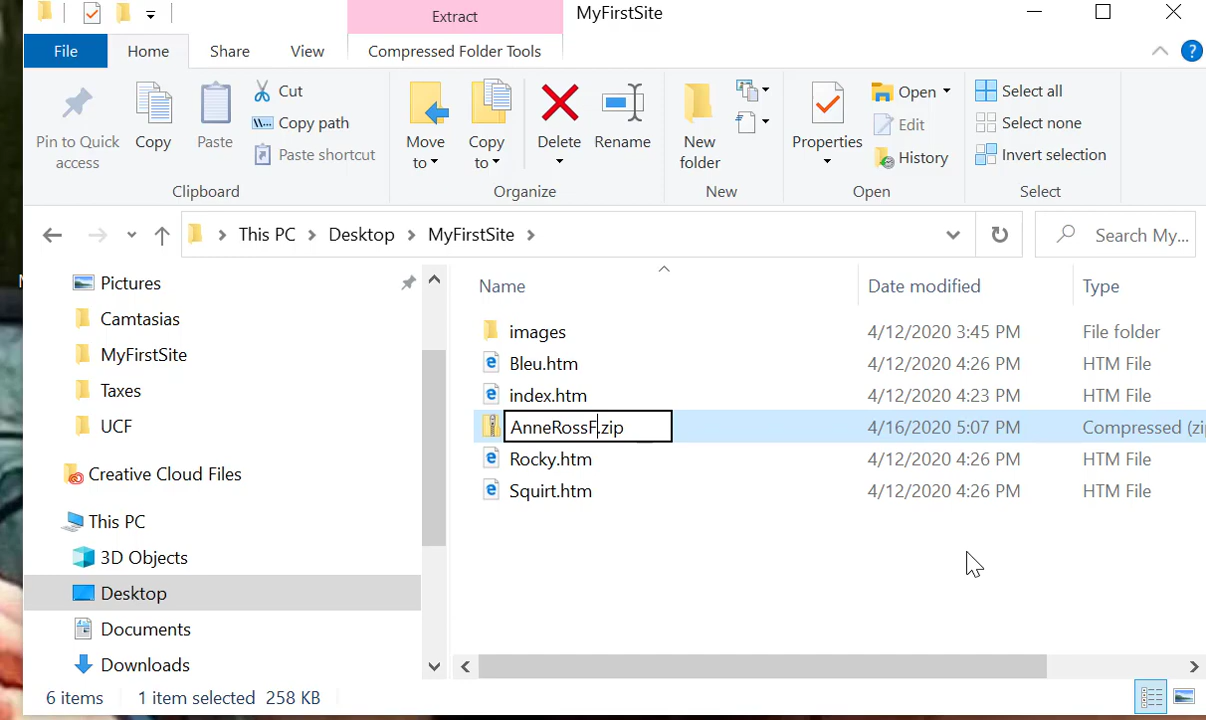 Extract
MyFirstSite
File
Home
Share
View
Compressed Folder Tools
Pin to Quick
access
Copy
Paste
Cut
Copy path
Paste shortcut
Clipboard
Move
to
Copy
to
Delete
Rename
Organize
New
folder
New
Properties
Open
Edit
History
Open
Select all
Select none
Invert selection
Select
This PC
Desktop
MyFirstSite
Search My...
Pictures
Camtasias
MyFirstSite
Taxes
UCF
Creative Cloud Files
This PC
3D Objects
Desktop
Documents
Downloads
Name Date modified Type
images 4/12/2020 3:45 PM File folder
Bleu.htm 4/12/2020 4:26 PM HTM File
index.htm 4/12/2020 4:23 PM HTM File
AnneRossF.zip 4/16/2020 5:07 PM Compressed (zi
Rocky.htm 4/12/2020 4:26 PM HTM File
Squirt.htm 4/12/2020 4:26 PM HTM File
6 items 1 item selected 258 KB